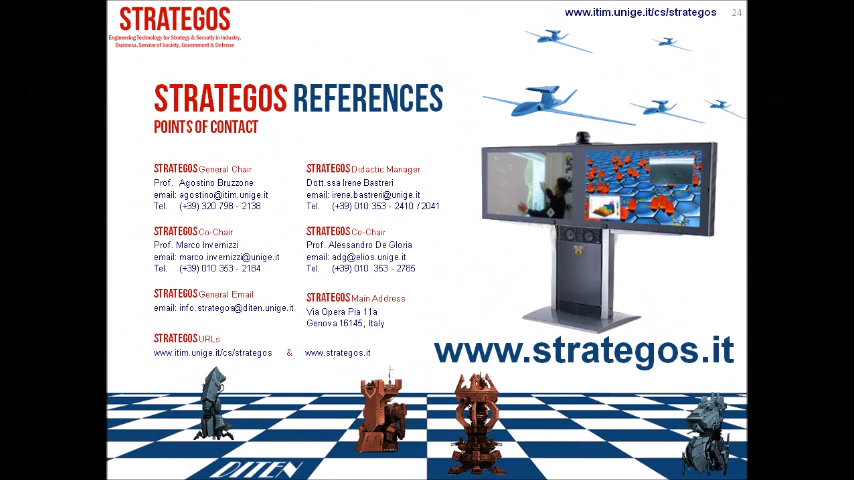 STRATEGOS
Engineering Technology for Strategy & Security in Industry,
Business, Service of Society, Government & Defense
www.itim.unige.it/cs/strategos
24
STRATEGOS REFERENCES
POINTS OF CONTACT
STRATEGOS General Chair
Prof. Agostino Bruzzone
email: agostino@itim.unige.it
Tel. (+39) 320 798 - 2138
STRATEGOS Didactic Manager
Dott.ssa Irene Bastreri
email: irene.bastreri@unige.it
Tel. (+39) 010 353 - 2410 / 2041
STRATEGOS Co-Chair
Prof. Marco Invernizzi
email: marco.invernizzi@unige.it
Tel. (+39) 010 353 - 2184
STRATEGOS Co-Chair
Prof. Alessandro De Gloria
email: adg@elios.unige.it
Tel. (+39) 010 353 - 2785
STRATEGOS General Email
email: info.strategos@diten.unige.it
STRATEGOS Main Address
Via Opera Pia 11a
Genova 16145, Italy
STRATEGOS URLs
www.itim.unige.it/cs/strategos & www.strategos.it
www.strategos.it
DITEN